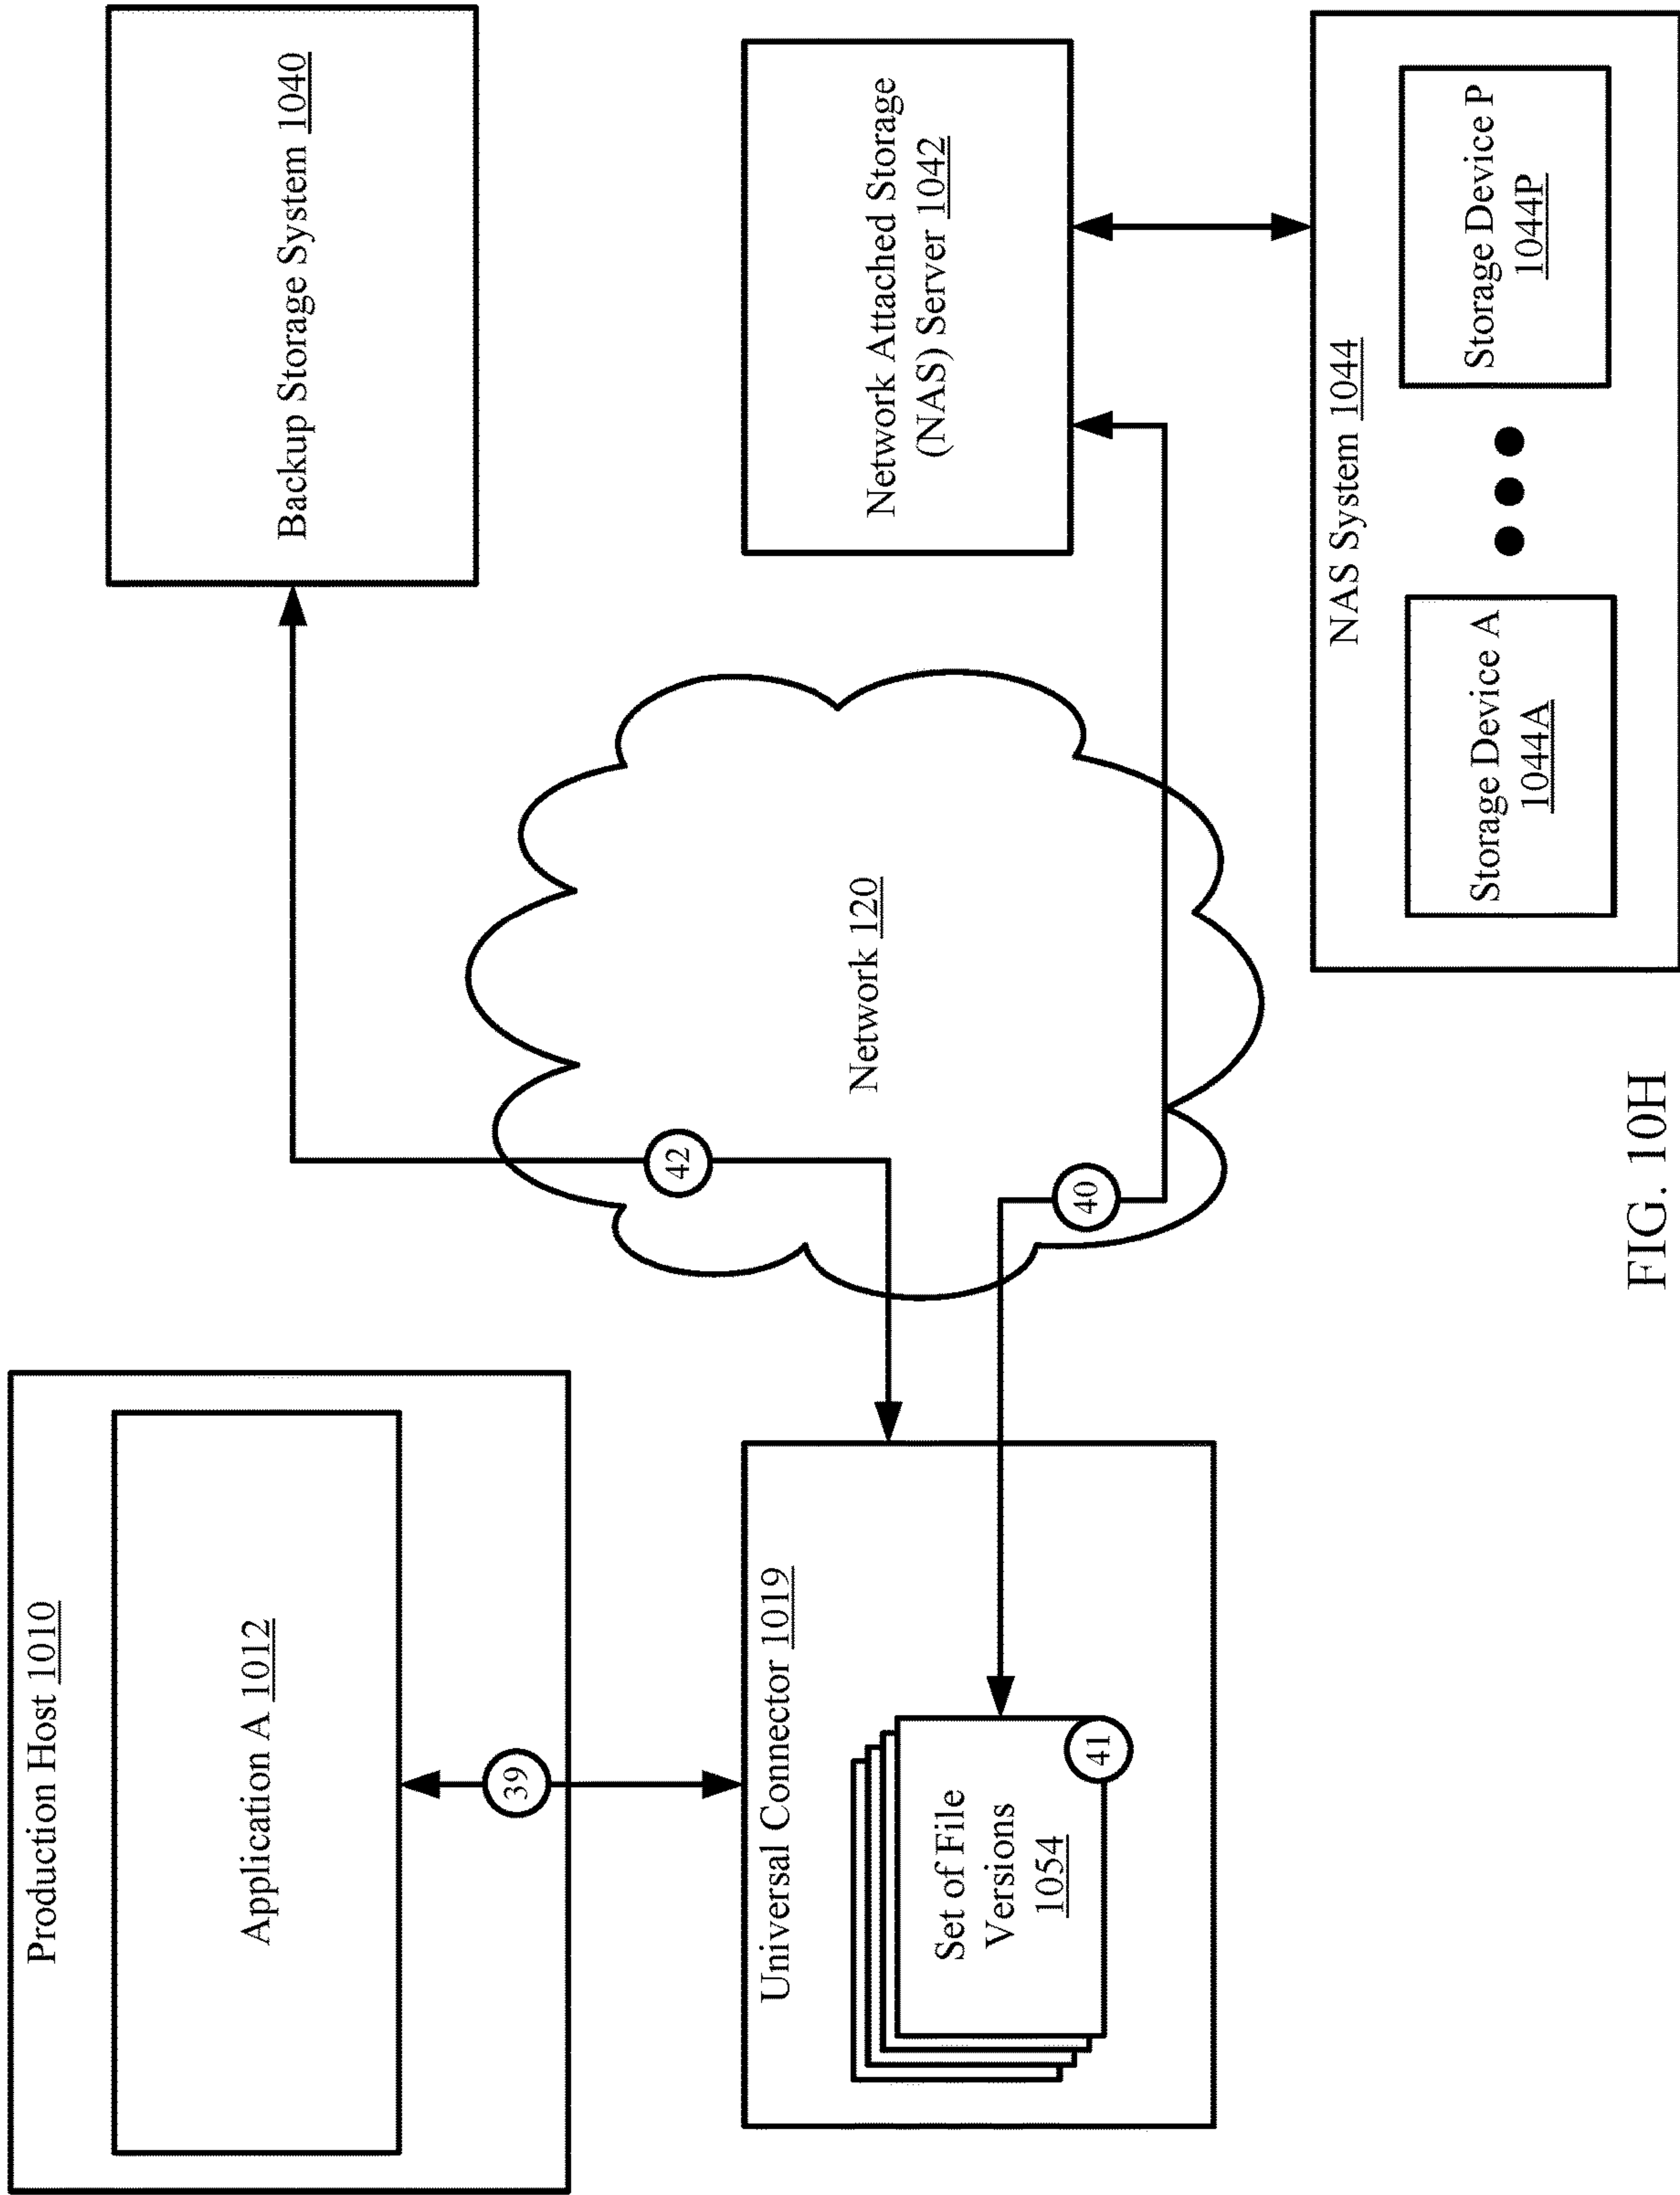 Production Host 1010
Application A 1012
39
Universal Connector 1019
Set of File
Versions
1054
41
42
40
Network 120
Backup Storage System 1040
Network Attached Storage
(NAS) Server 1042
NAS System 1044
Storage Device A
1044A
Storage Device P
1044P
FIG. 10H